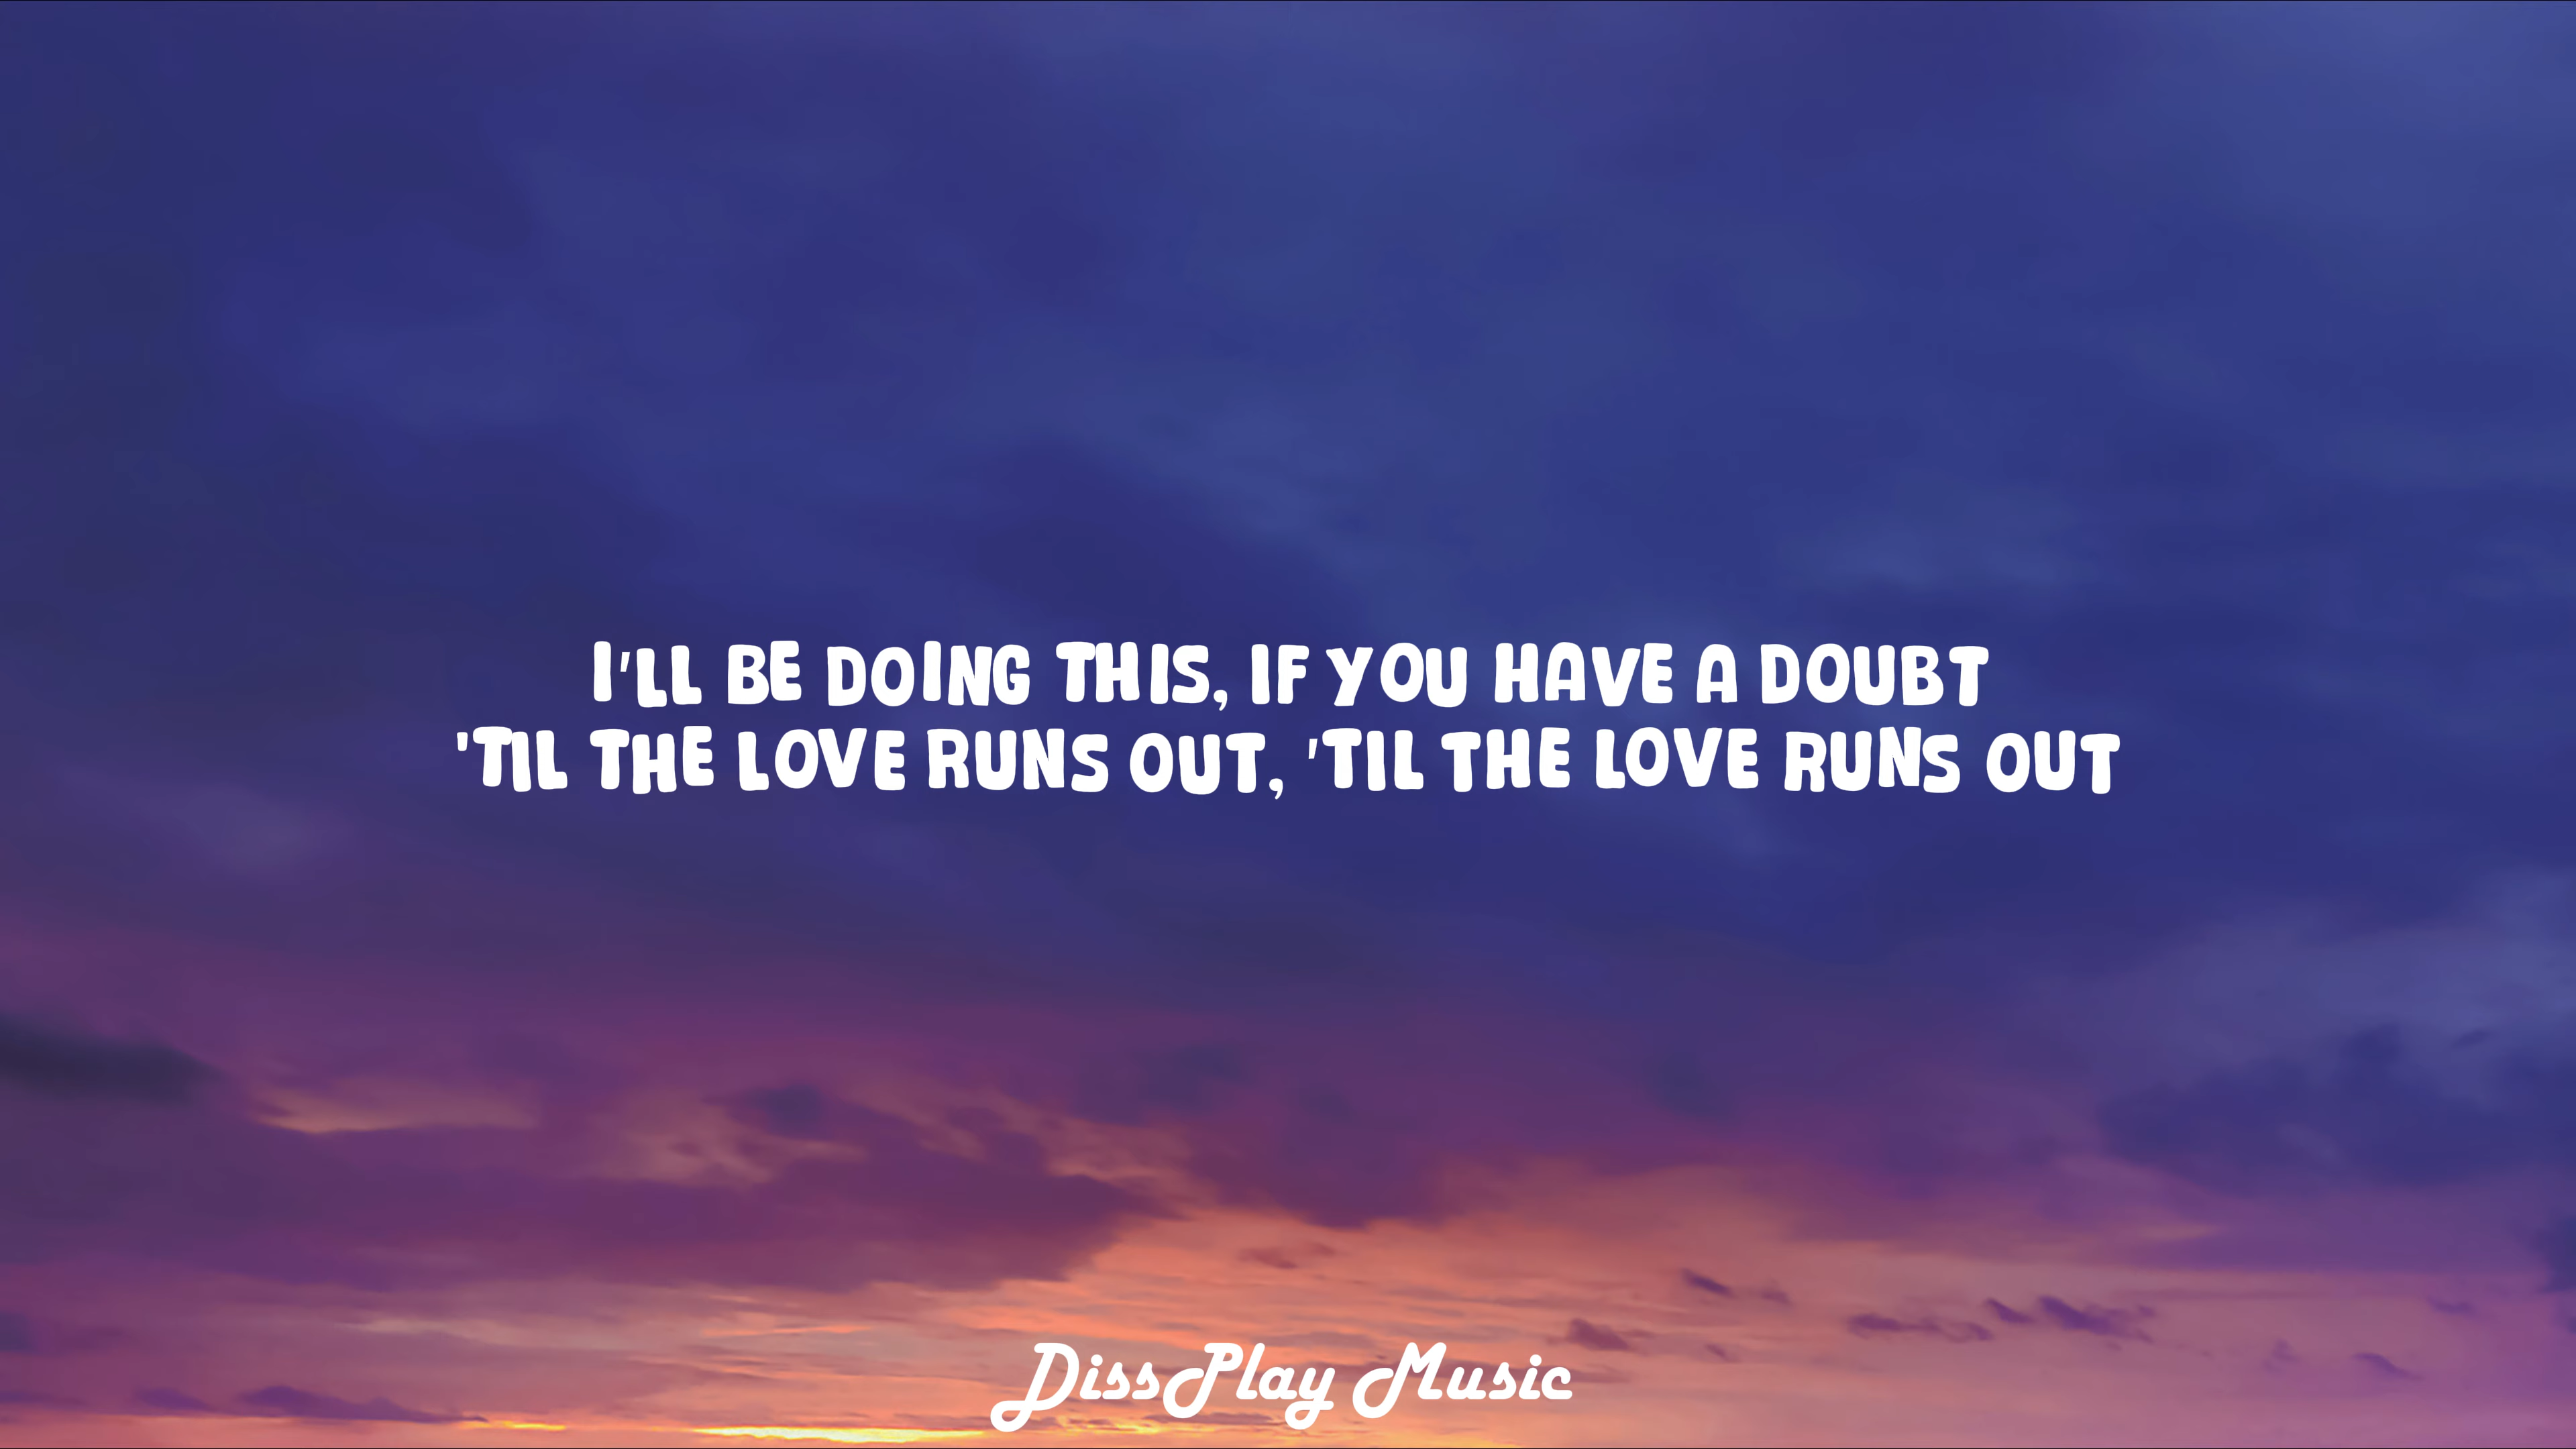 I'LL BE DOING THIS, IF YOU HAVE A DOUBT
'TIL THE LOVE RUNS OUT, 'TIL THE LOVE RUNS OUT
DissPlay Music